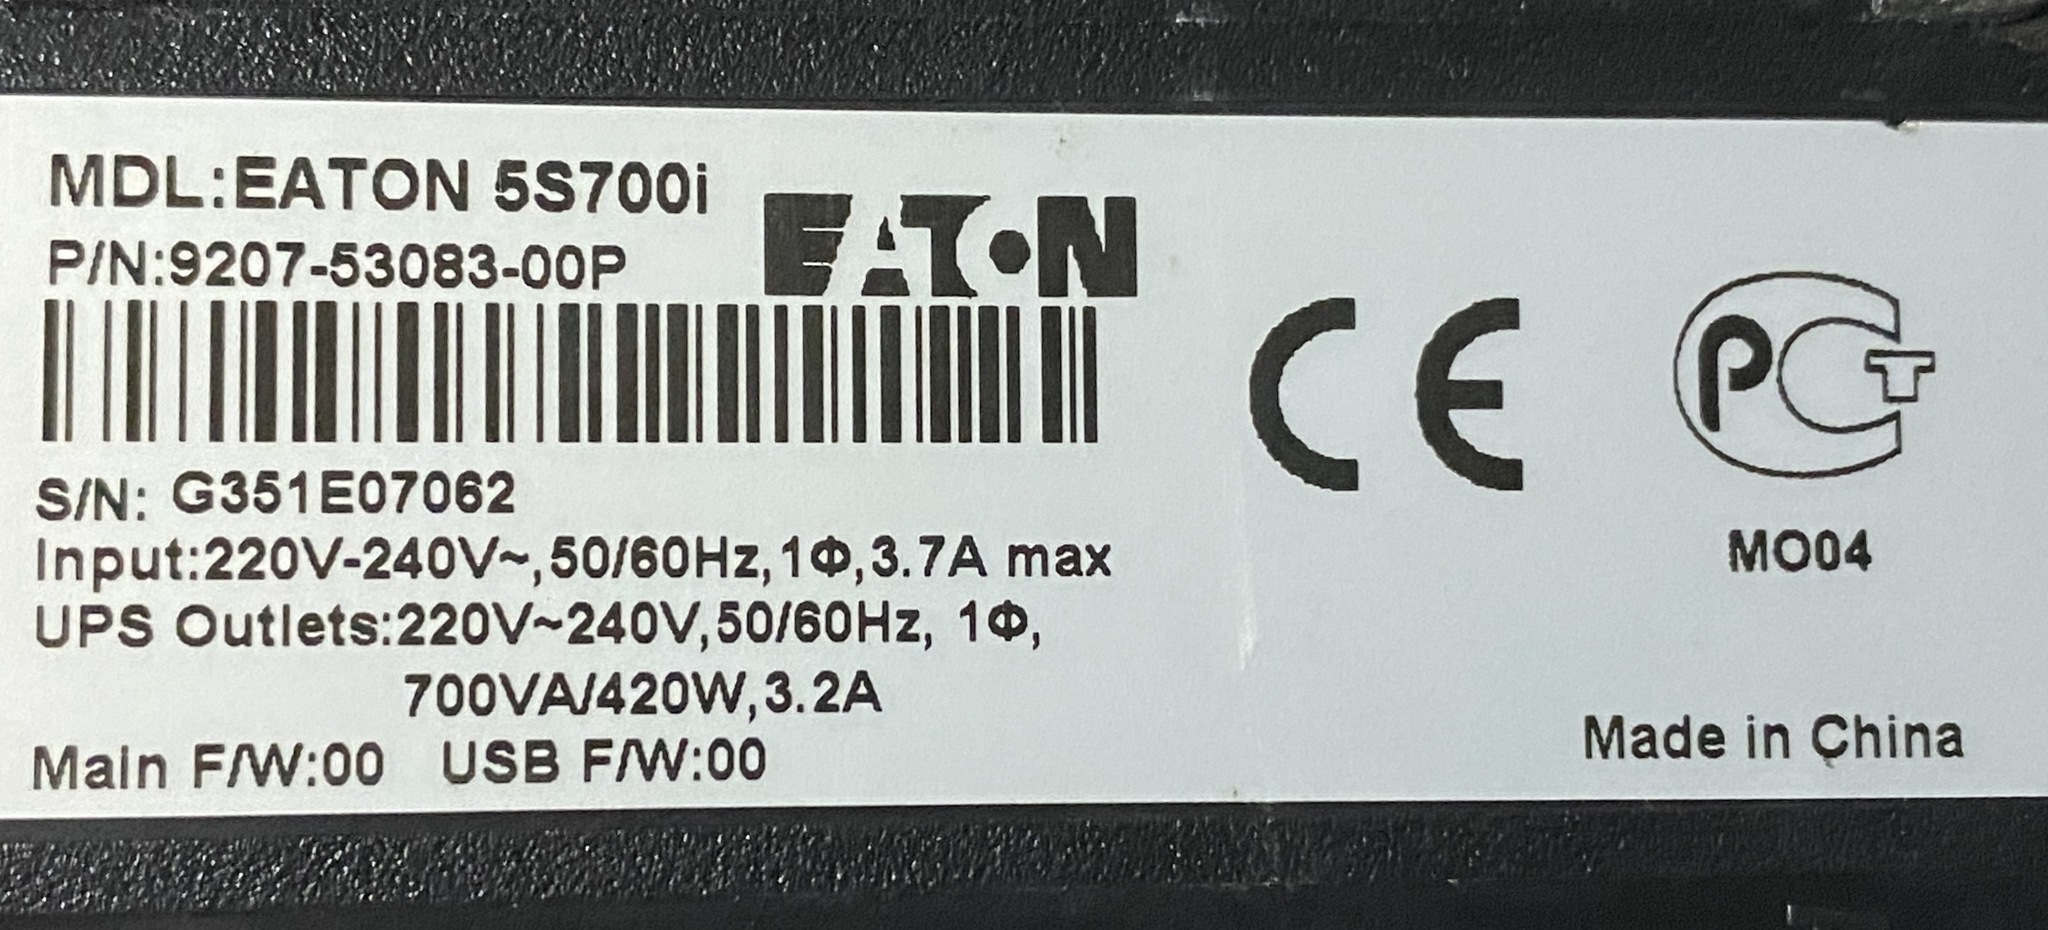 MDL:EATON 5S700i
EATON
P/N:9207-53083-00P
S/N: G351E07062
Input:220V-240V~,50/60Hz,1Φ,3.7A max
UPS Outlets:220V~240V,50/60Hz, 1Φ,
700VA/420W,3.2A
Main F/W:00 USB F/W:00
CE
РСТ
MO04
Made in China